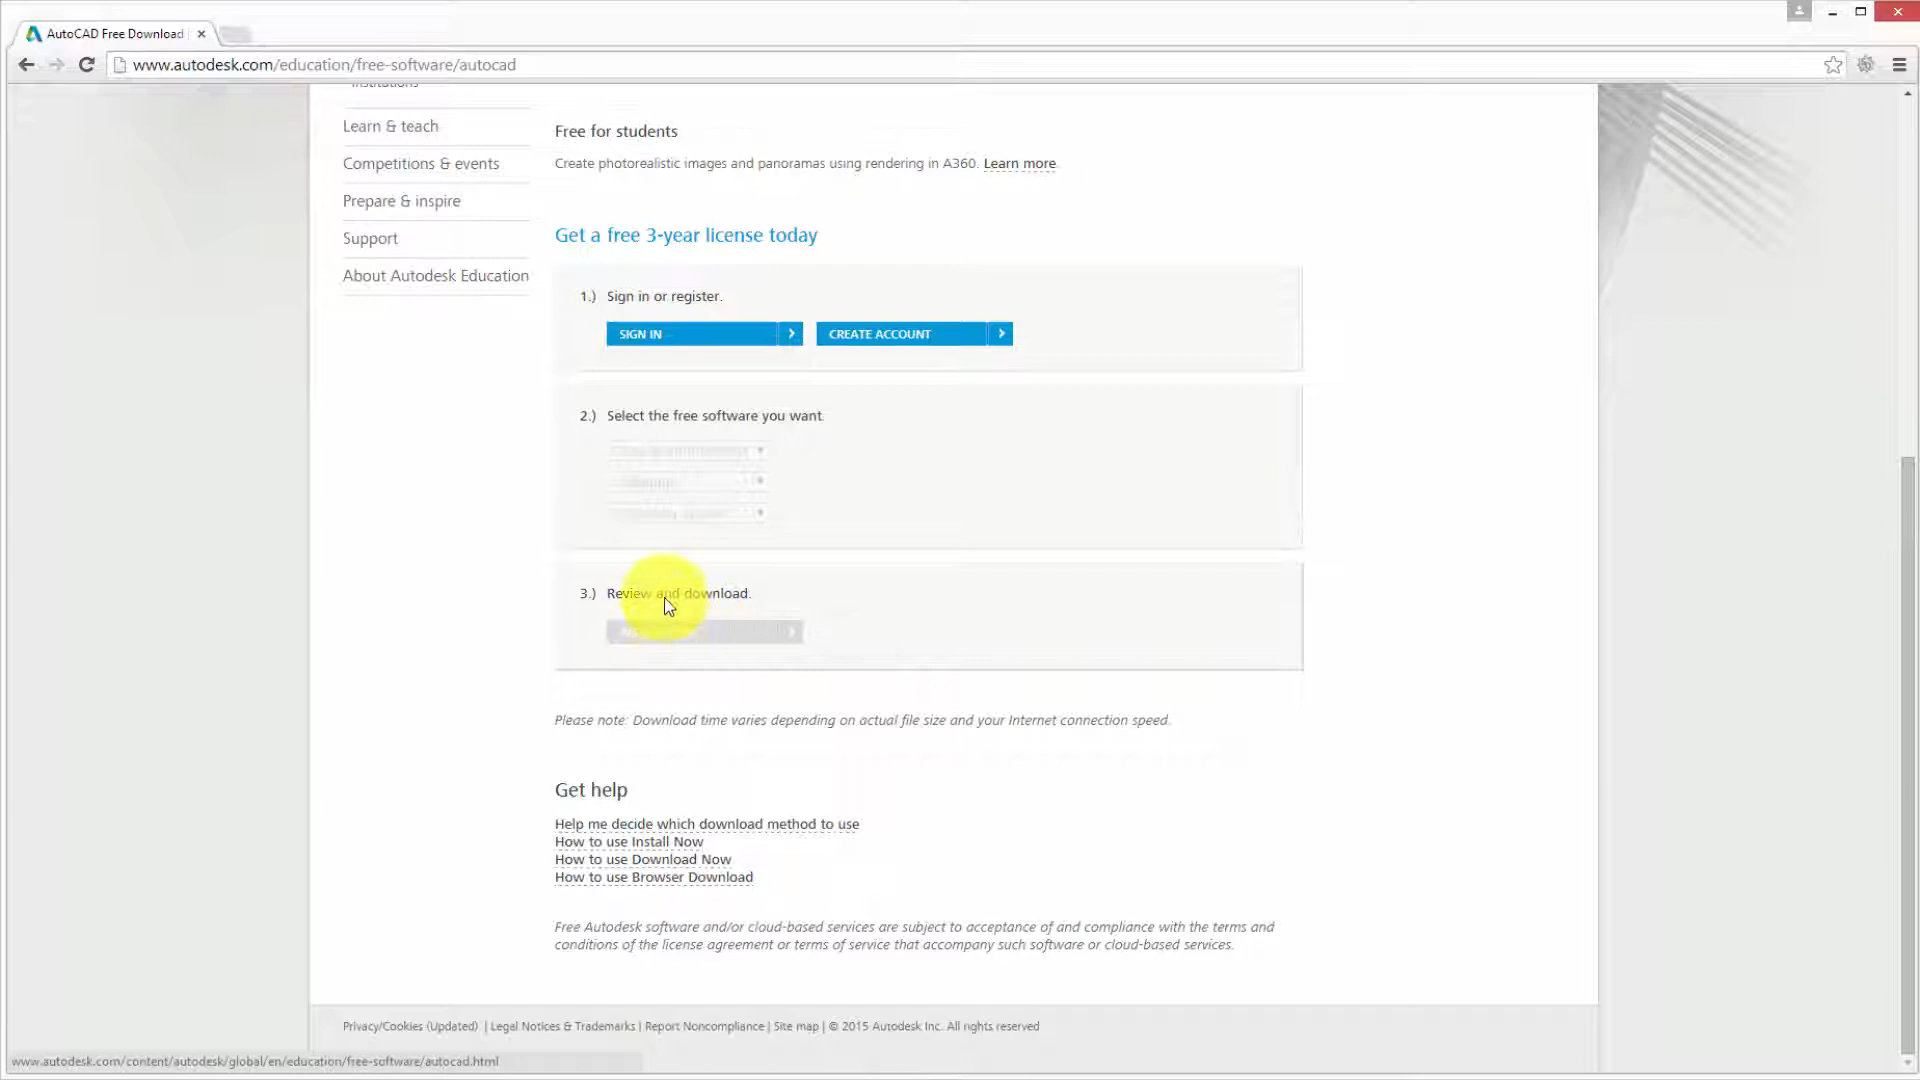 AutoCAD Free Download
www.autodesk.com/education/free-software/autocad
Institutions
Learn & teach
Competitions & events
Prepare & inspire
Support
About Autodesk Education
Free for students
Create photorealistic images and panoramas using rendering in A360. Learn more
Get a free 3-year license today
1.) Sign in or register.
SIGN IN
CREATE ACCOUNT
2.) Select the free software you want.
3.) Review and download.
Please note: Download time varies depending on actual file size and your Internet connection speed.
Get help
Help me decide which download method to use
How to use Install Now
How to use Download Now
How to use Browser Download
Free Autodesk software and/or cloud-based services are subject to acceptance of and compliance with the terms and
conditions of the license agreement or terms of service that accompany such software or cloud-based services.
Privacy/Cookies (Updated) | Legal Notices & Trademarks | Report Noncompliance | Site map | © 2015 Autodesk Inc. All rights reserved
www.autodesk.com/content/autodesk/global/en/education/free-software/autocad.html